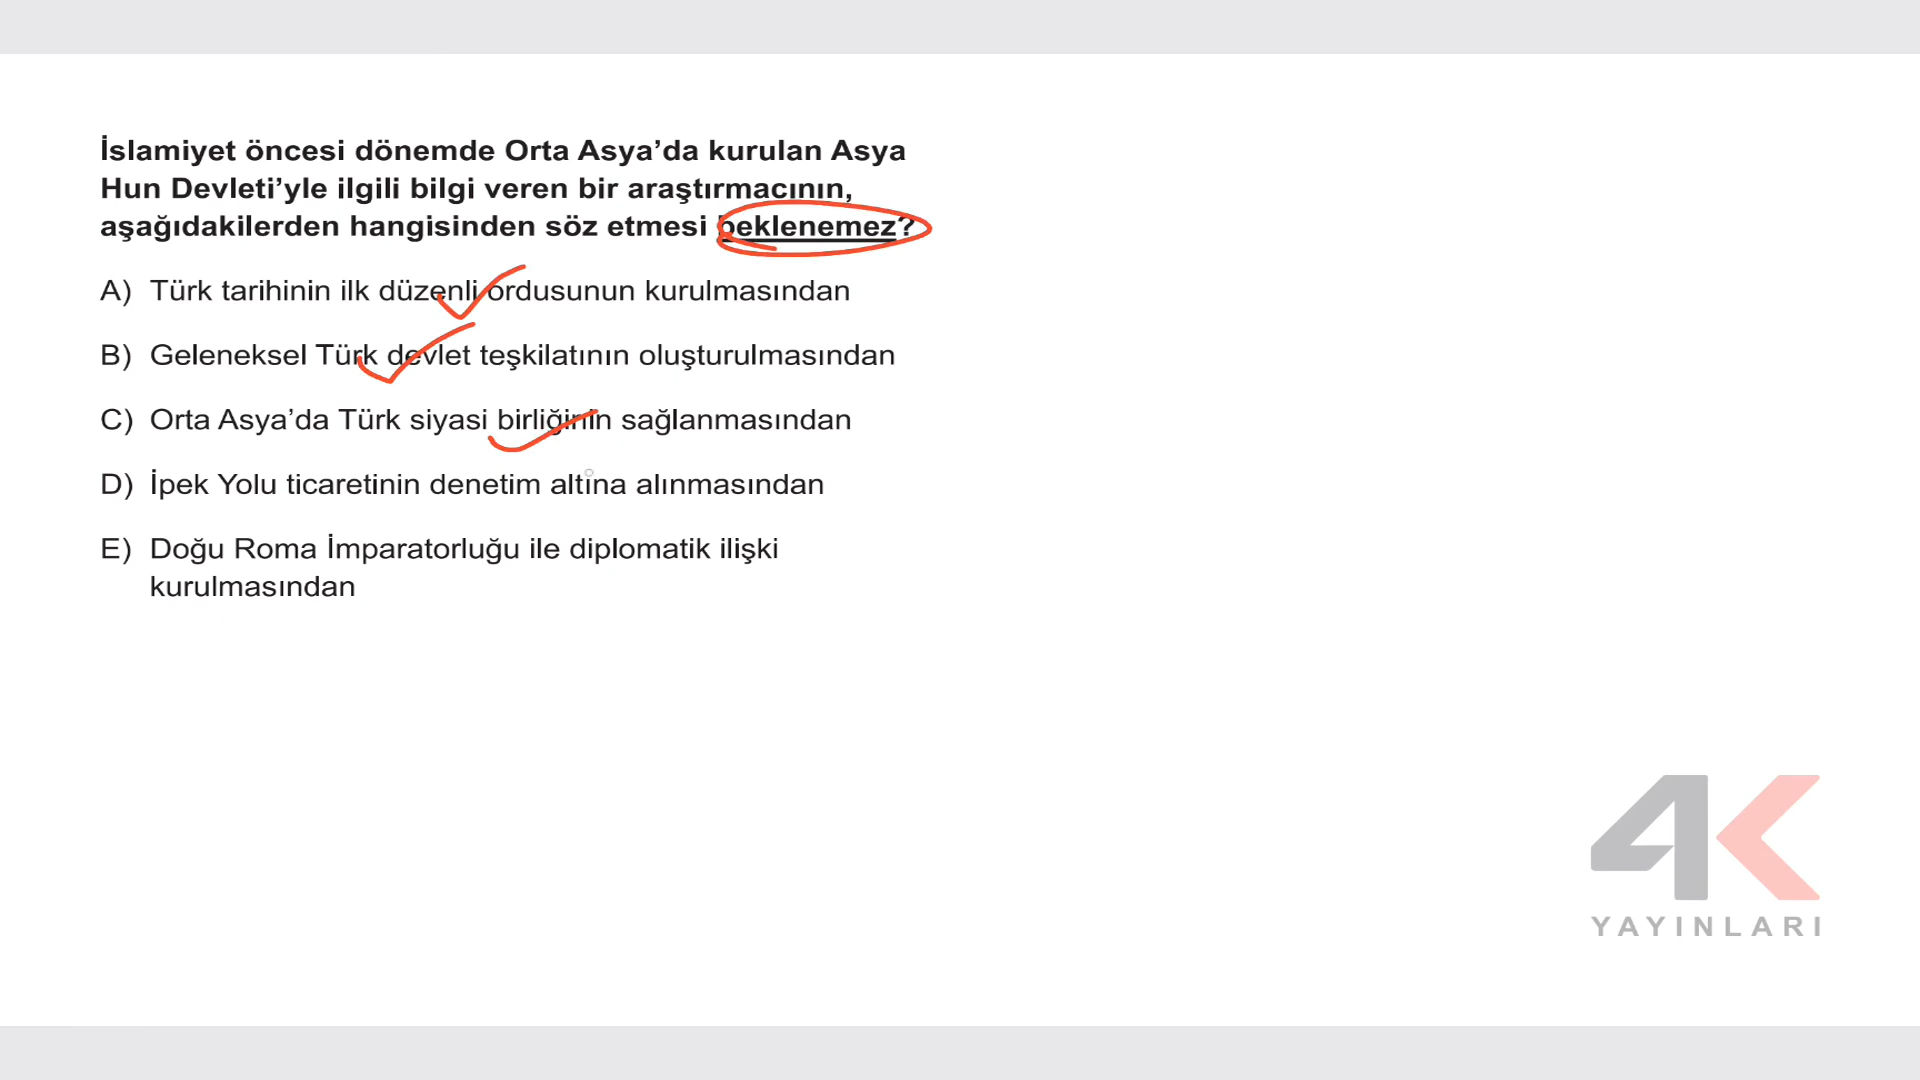 İslamiyet öncesi dönemde Orta Asya’da kurulan Asya
Hun Devleti’yle ilgili bilgi veren bir araştırmacının,
aşağıdakilerden hangisinden söz etmesi beklenemez?
A) Türk tarihinin ilk düzenli ordusunun kurulmasından
B) Geleneksel Türk devlet teşkilatının oluşturulmasından
C) Orta Asya’da Türk siyasi birliğinin sağlanmasından
D) İpek Yolu ticaretinin denetim altına alınmasından
E) Doğu Roma İmparatorluğu ile diplomatik ilişki
kurulmasından
4K
YAYINLARI